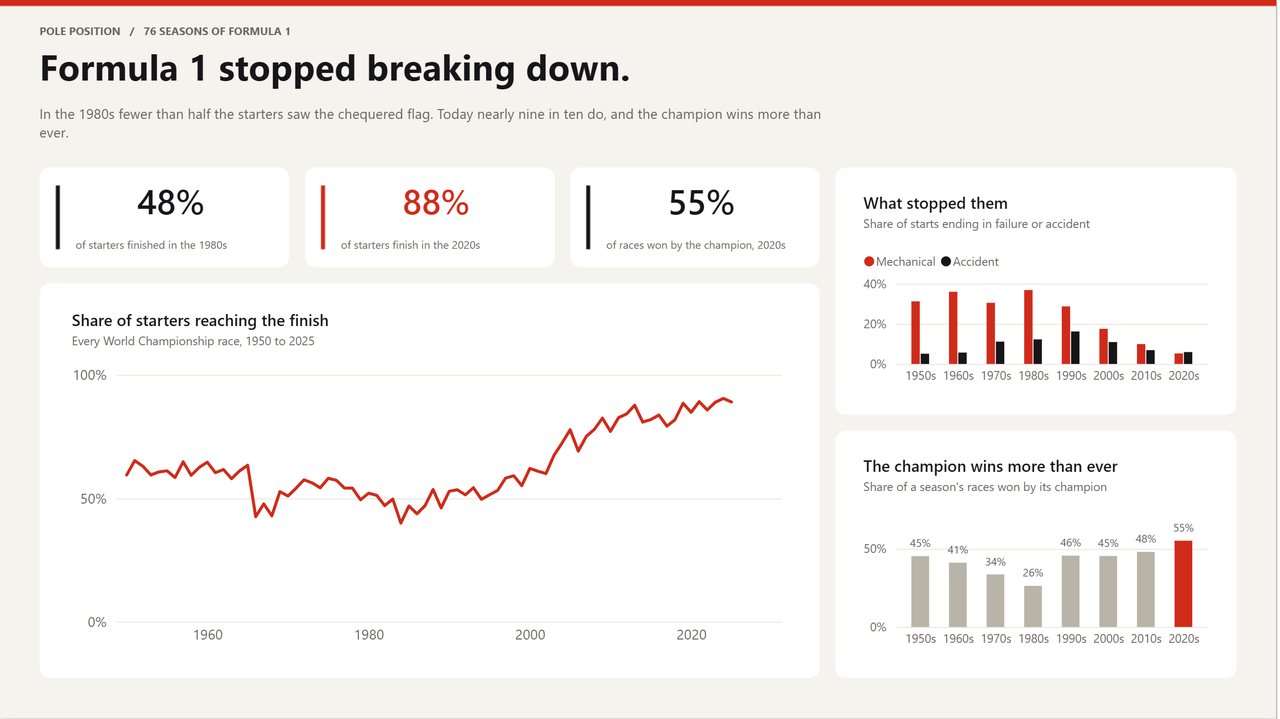 POLE POSITION / 76 SEASONS OF FORMULA 1
Formula 1 stopped breaking down.
In the 1980s fewer than half the starters saw the chequered flag. Today nearly nine in ten do, and the champion wins more than
ever.
48%
of starters finished in the 1980s
88%
of starters finish in the 2020s
55%
of races won by the champion, 2020s
Share of starters reaching the finish
Every World Championship race, 1950 to 2025
100%
50%
0%
1960 1980 2000 2020
What stopped them
Share of starts ending in failure or accident
Mechanical Accident
40%
20%
0%
1950s 1960s 1970s 1980s 1990s 2000s 2010s 2020s
The champion wins more than ever
Share of a season's races won by its champion
50%
0%
45% 41% 34% 26% 46% 45% 48% 55%
1950s 1960s 1970s 1980s 1990s 2000s 2010s 2020s